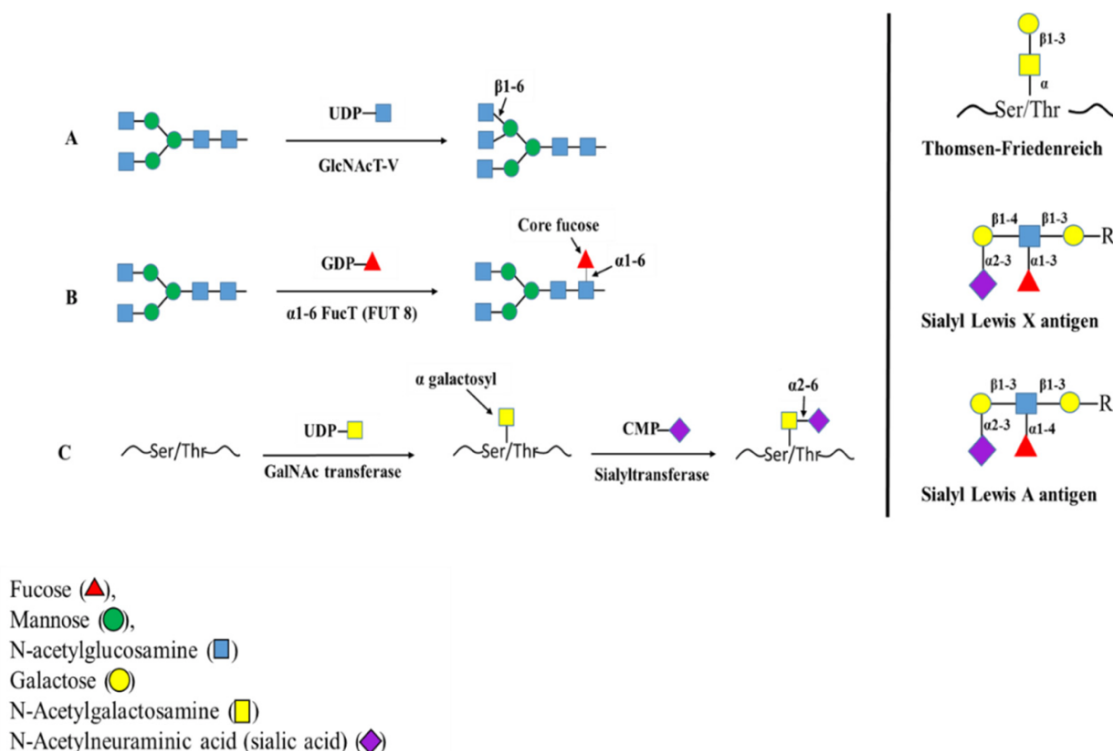 A
UDP
GlcNAcT-V
β1-6
B
GDP
α1-6 FucT (FUT 8)
Core fucose
α1-6
C
Ser/Thr
UDP
GalNAc transferase
α galactosyl
Ser/Thr
CMP
Sialyltransferase
α2-6
Ser/Thr
β1-3
α
Ser/Thr
Thomsen-Friedenreich
β1-4 β1-3
R
α2-3 α1-3
Sialyl Lewis X antigen
β1-3 β1-3
R
α2-3 α1-4
Sialyl Lewis A antigen
Fucose (),
Mannose (),
N-acetylglucosamine ()
Galactose ()
N-Acetylgalactosamine ()
N-Acetylneuraminic acid (sialic acid) ()